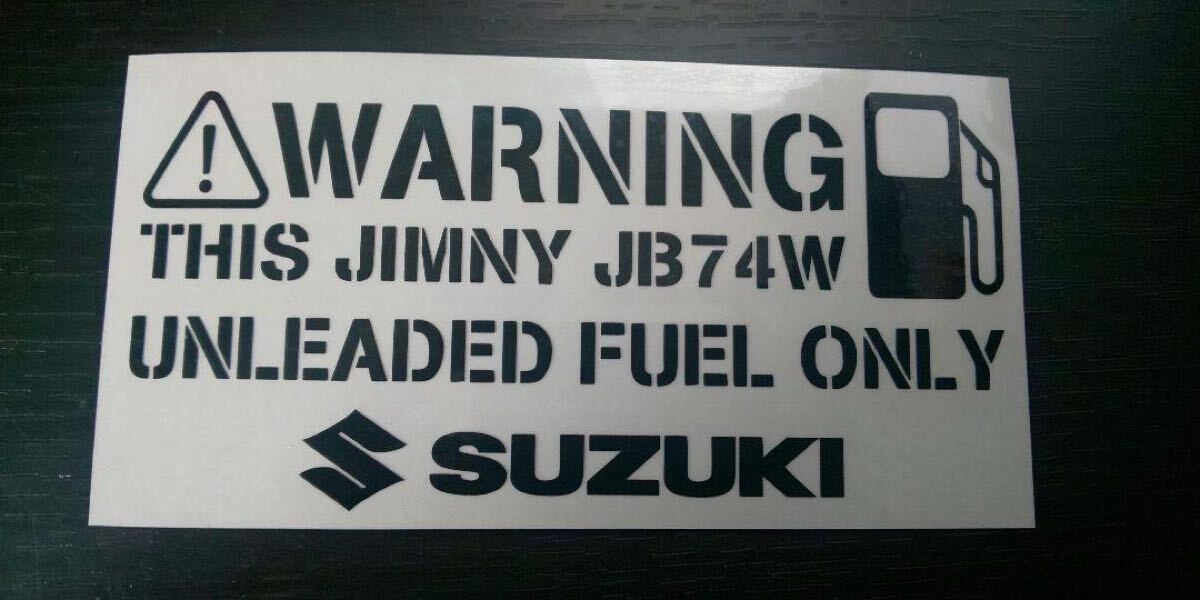 WARNING
THIS JIMNY JB74W
UNLEADED FUEL ONLY
SUZUKI